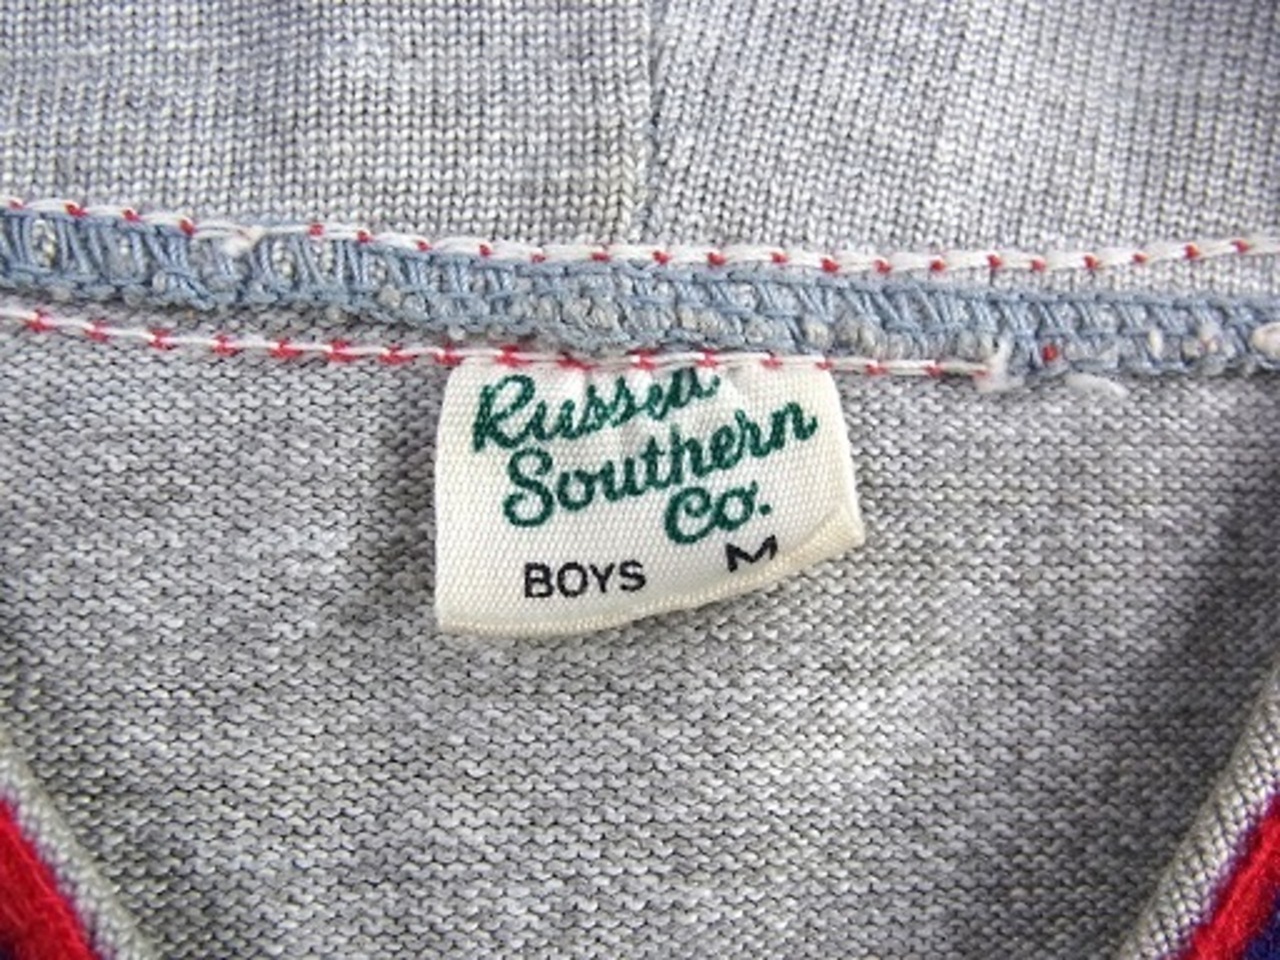 Russell
Southern
Co.
BOYS M